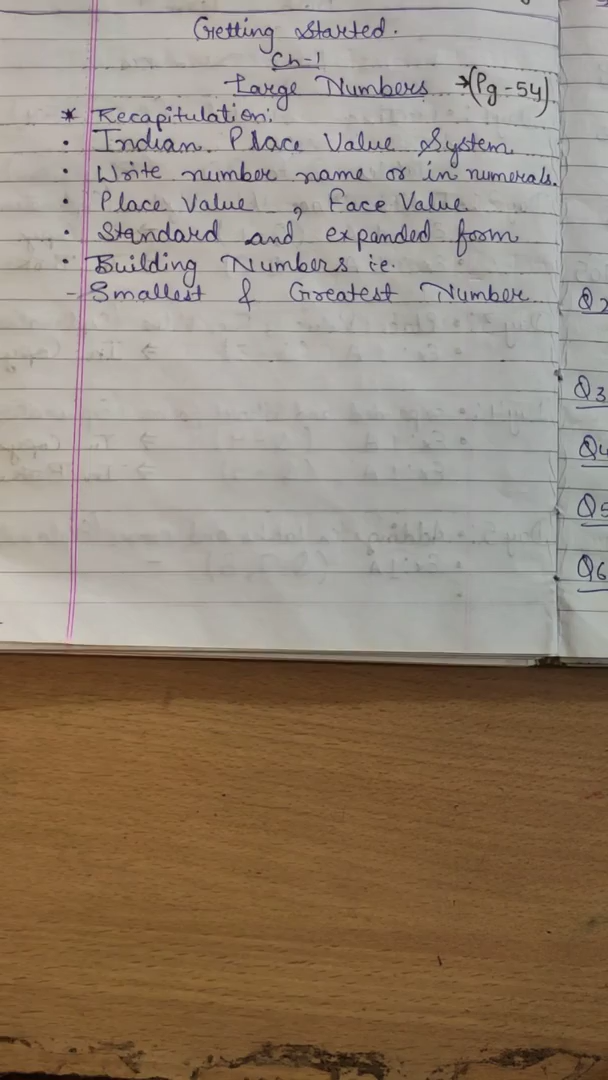 Getting Started.
Ch-1
Large Numbers → (Pg-54)
* Recapitulation:
• Indian Place Value System
• Write number name or in numerals.
• Place Value , Face Value
• Standard and expanded form
• Building Numbers i.e.
- Smallest & Greatest Number
Q2
Q3
Q4
Q5
Q6